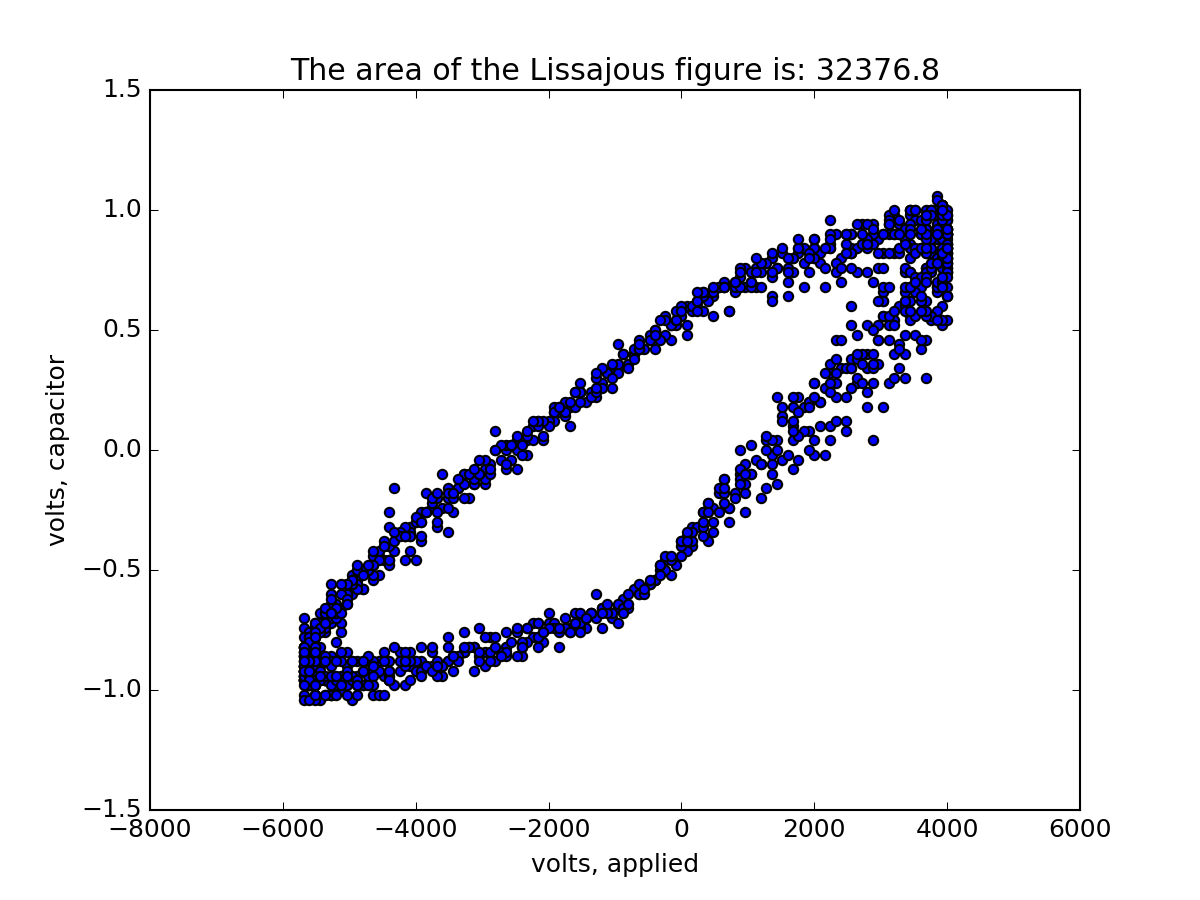 The area of the Lissajous figure is: 32376.8
1.5
1.0
0.5
0.0
−0.5
−1.0
−1.5
volts, capacitor
−8000 −6000 −4000 −2000 0 2000 4000 6000
volts, applied